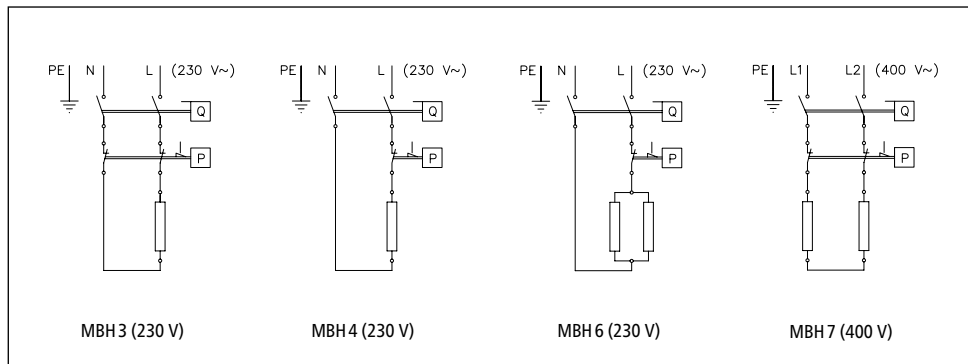 PE N L (230 V~)
Q
P
MBH 3 (230 V)
PE N L (230 V~)
Q
P
MBH 4 (230 V)
PE N L (230 V~)
Q
P
MBH 6 (230 V)
PE L1 L2 (400 V~)
Q
P
MBH 7 (400 V)